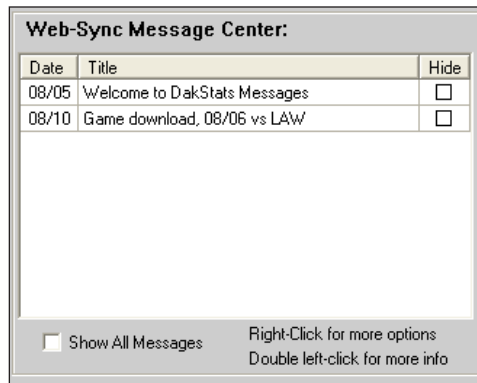 Web-Sync Message Center:
Date Title Hide
08/05 Welcome to DakStats Messages
08/10 Game download, 08/06 vs LAW
Show All Messages
Right-Click for more options
Double left-click for more info